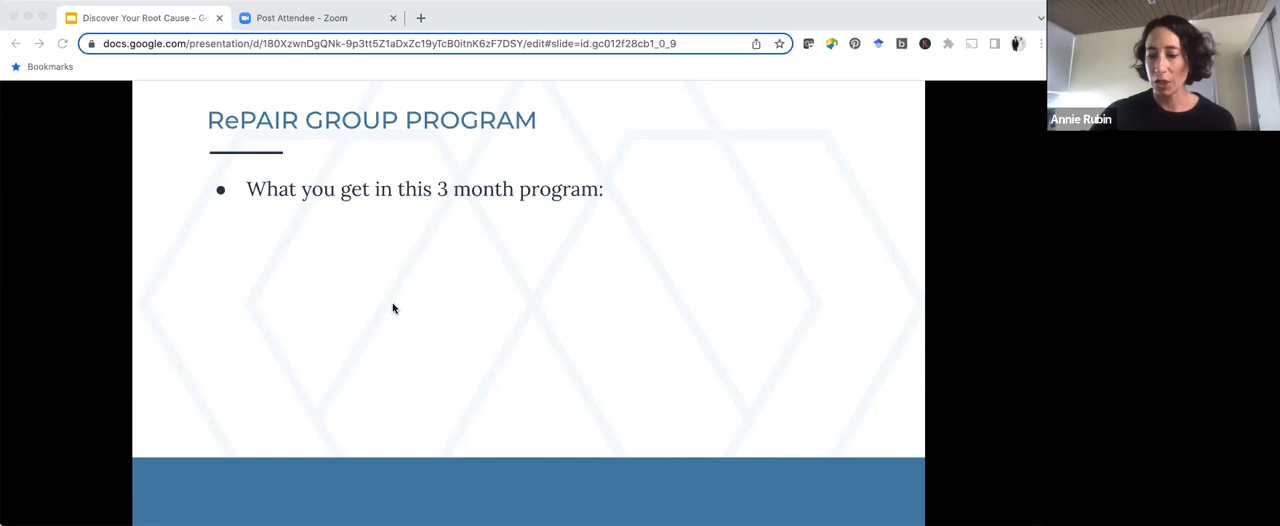 Discover Your Root Cause - Go
Post Attendee - Zoom
docs.google.com/presentation/d/180XzwnDgQNk-9p3tt5Z1aDxZc19yTcB0itnK6zF7DSY/edit#slide=id.gc012f28cb1_0_9
Bookmarks
Annie Rubin
RePAIR GROUP PROGRAM
● What you get in this 3 month program: